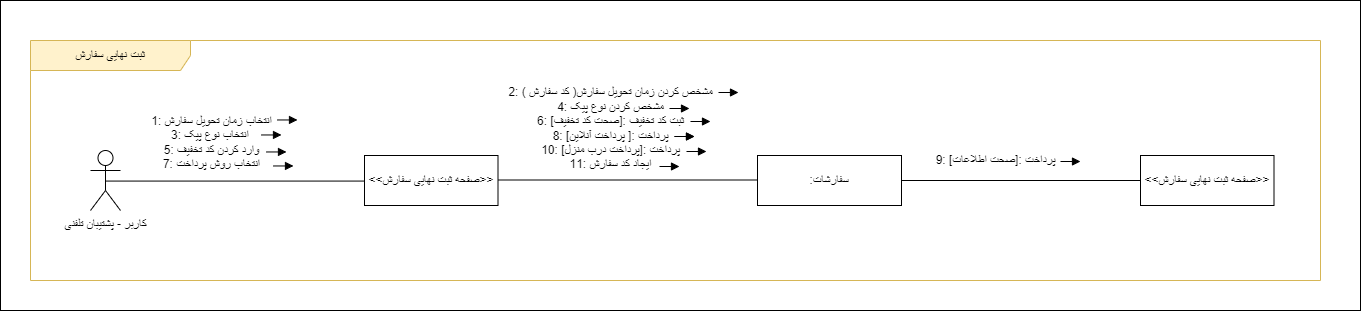 ثبت نهایی سفارش
1: انتخاب زمان تحویل سفارش
3: انتخاب نوع پیک
5: وارد کردن کد تخفیف
7: انتخاب روش پرداخت
کاربر - پشتیبان تلفنی
<<صفحه ثبت نهایی سفارش>>
2: مشخص کردن زمان تحویل سفارش( کد سفارش )
4: مشخص کردن نوع پیک
6: [صحت کد تخفیف]: ثبت کد تخفیف
8: [پرداخت آنلاین ]: پرداخت
10: [پرداخت درب منزل]: پرداخت
11: ایجاد کد سفارش
:سفارشات
9: [صحت اطلاعات]: پرداخت
<<صفحه ثبت نهایی سفارش>>